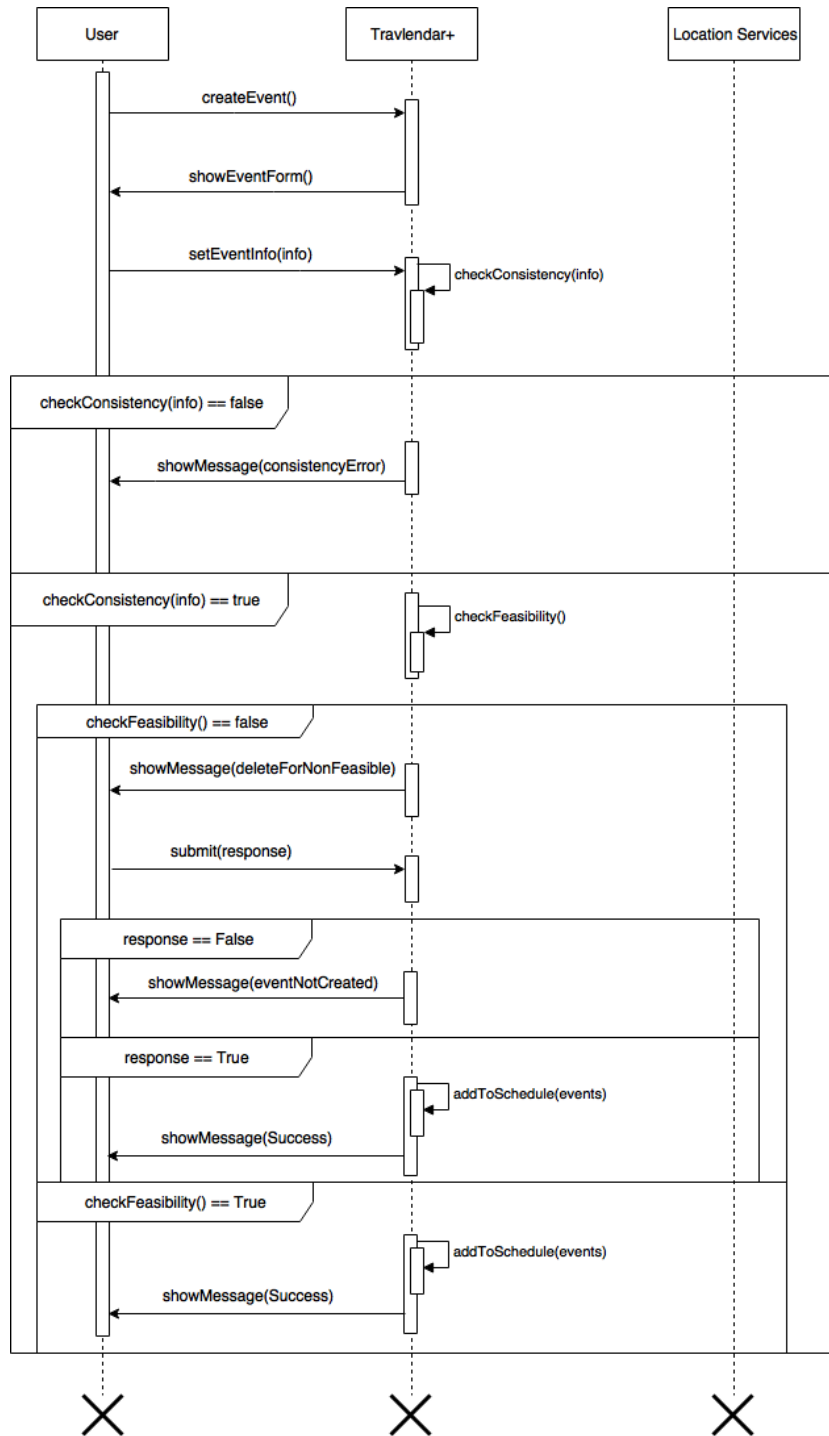 User
Travlendar+
Location Services
createEvent()
showEventForm()
setEventInfo(info)
checkConsistency(info)
checkConsistency(info) == false
showMessage(consistencyError)
checkConsistency(info) == true
checkFeasibility()
checkFeasibility() == false
showMessage(deleteForNonFeasible)
submit(response)
response == False
showMessage(eventNotCreated)
response == True
addToSchedule(events)
showMessage(Success)
checkFeasibility() == True
addToSchedule(events)
showMessage(Success)